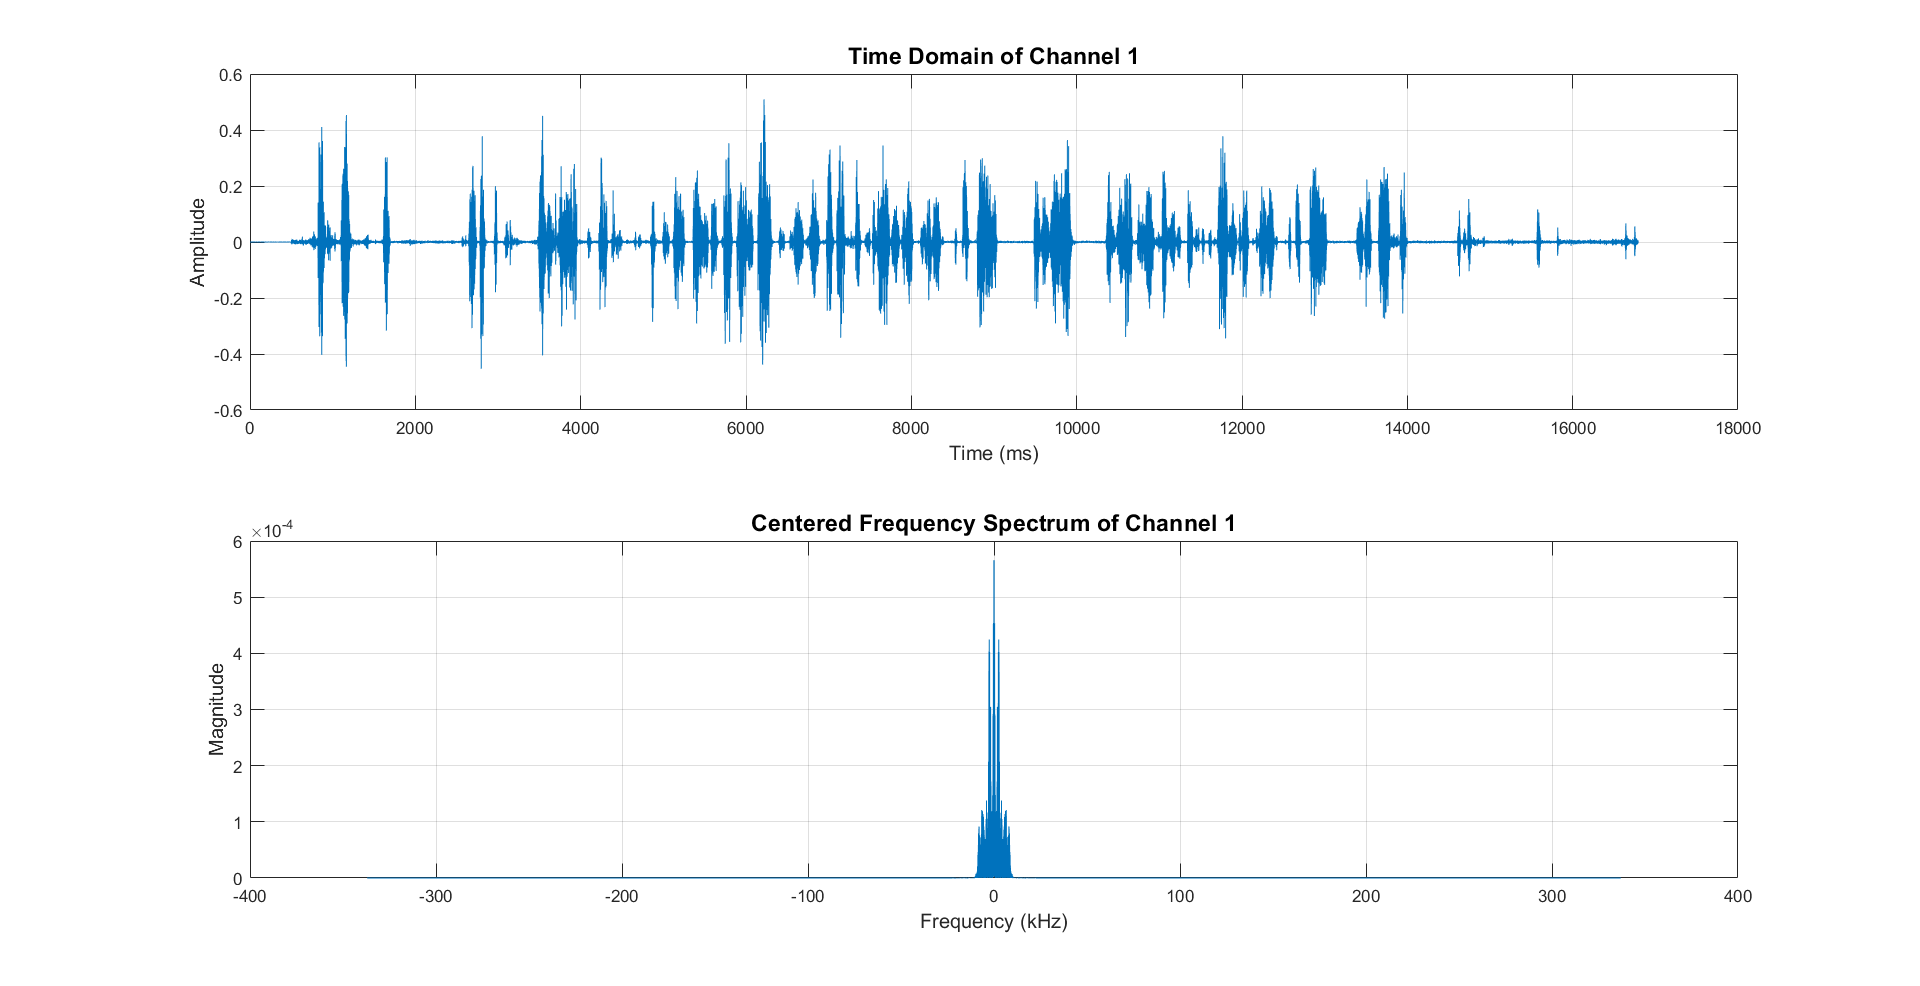 Time Domain of Channel 1
0.6
0.4
0.2
0
-0.2
-0.4
-0.6
Amplitude
0 2000 4000 6000 8000 10000 12000 14000 16000 18000
Time (ms)
Centered Frequency Spectrum of Channel 1
×10-4
6
5
4
3
2
1
0
Magnitude
-400 -300 -200 -100 0 100 200 300 400
Frequency (kHz)